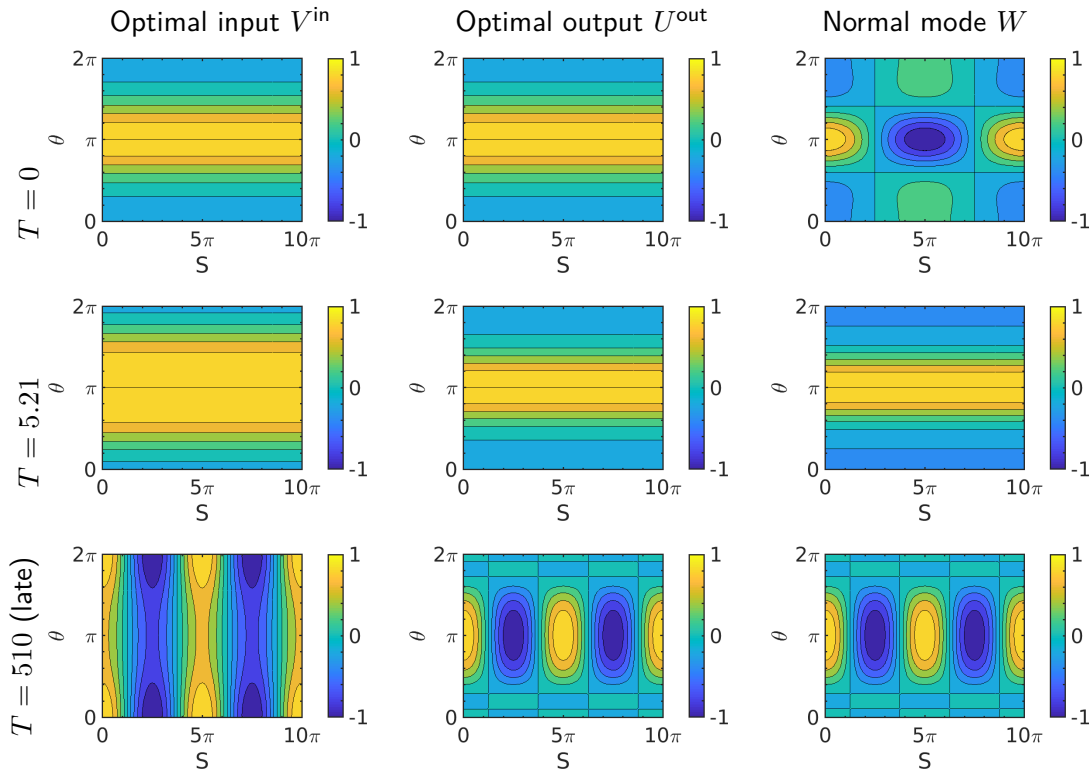 Optimal input V^in Optimal output U^out Normal mode W
T = 0
2π π 0 θ 0 5π 10π S 1 0 -1
2π π 0 θ 0 5π 10π S 1 0 -1
2π π 0 θ 0 5π 10π S 1 0 -1
T = 5.21
2π π 0 θ 0 5π 10π S 1 0 -1
2π π 0 θ 0 5π 10π S 1 0 -1
2π π 0 θ 0 5π 10π S 1 0 -1
T = 510 (late)
2π π 0 θ 0 5π 10π S 1 0 -1
2π π 0 θ 0 5π 10π S 1 0 -1
2π π 0 θ 0 5π 10π S 1 0 -1